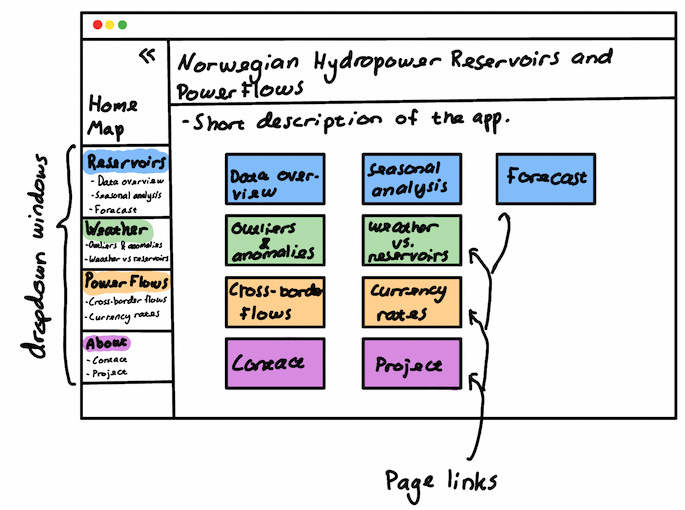 «
Norwegian Hydropower Reservoirs and
Power Flows
Home
Map
-Short description of the app.
dropdown windows
Reservoirs
- Data overview
- Seasonal analysis
- Forecast
Weather
-Outliers & anomalies
-Weather vs reservoirs
Power Flows
-Cross-border flows
-Currency rates
About
- Contact
- Project
Data over-
view
Seasonal
analysis
Forecast
Outliers
&
anomalies
Weather
vs.
reservoirs
Cross-border
flows
Currency
rates
Contact
Project
Page links